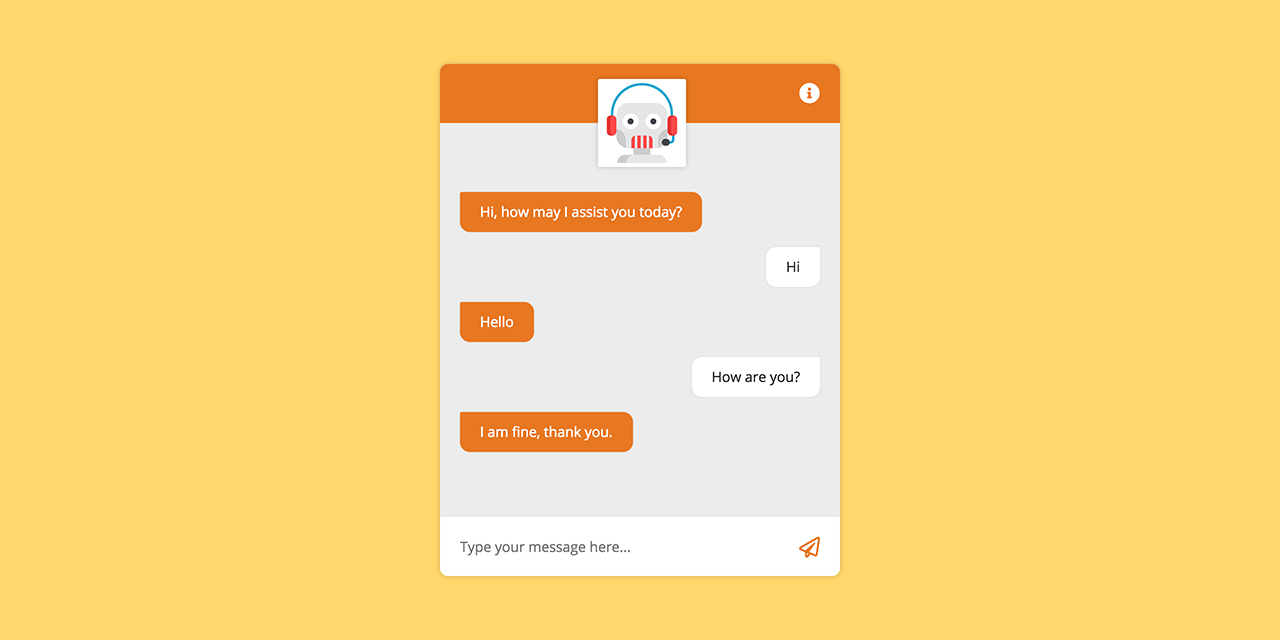 Hi, how may I assist you today?
Hi
Hello
How are you?
I am fine, thank you.
Type your message here...